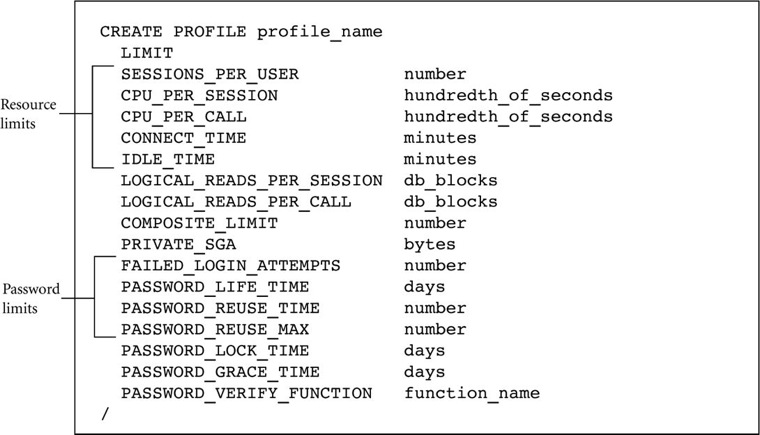 CREATE PROFILE profile_name
LIMIT
SESSIONS_PER_USER number
CPU_PER_SESSION hundredth_of_seconds
CPU_PER_CALL hundredth_of_seconds
CONNECT_TIME minutes
IDLE_TIME minutes
LOGICAL_READS_PER_SESSION db_blocks
LOGICAL_READS_PER_CALL db_blocks
COMPOSITE_LIMIT number
PRIVATE_SGA bytes
FAILED_LOGIN_ATTEMPTS number
PASSWORD_LIFE_TIME days
PASSWORD_REUSE_TIME number
PASSWORD_REUSE_MAX number
PASSWORD_LOCK_TIME days
PASSWORD_GRACE_TIME days
PASSWORD_VERIFY_FUNCTION function_name
/
Resource
limits
Password
limits